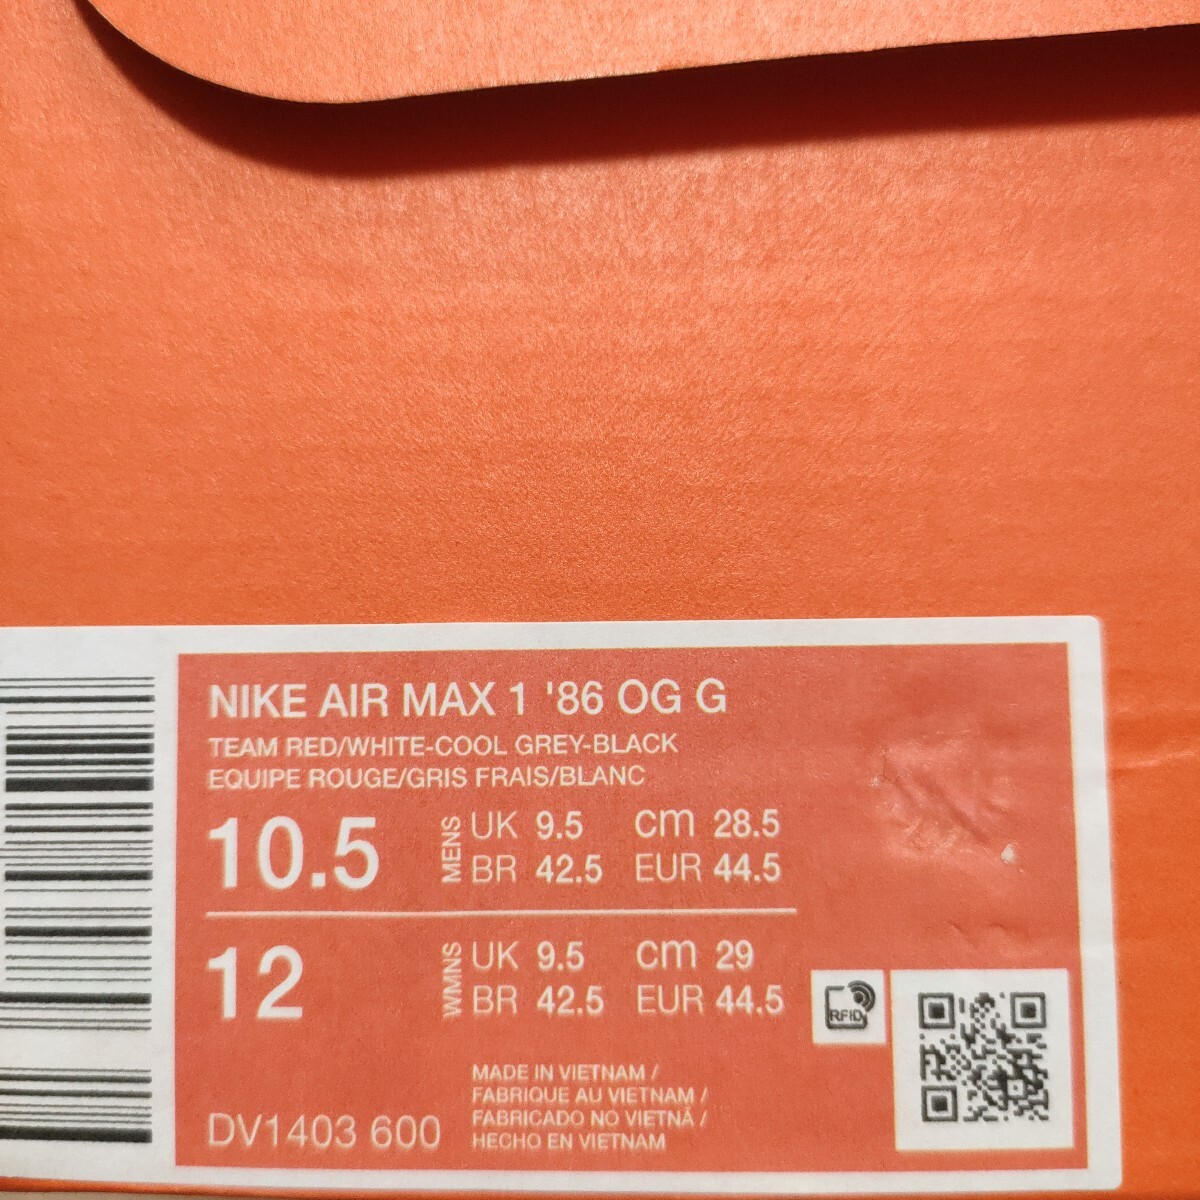 NIKE AIR MAX 1 '86 OG G
TEAM RED/WHITE-COOL GREY-BLACK
EQUIPE ROUGE/GRIS FRAIS/BLANC
10.5 MENS UK 9.5 cm 28.5
BR 42.5 EUR 44.5
12 WMNS UK 9.5 cm 29
BR 42.5 EUR 44.5
RFID
MADE IN VIETNAM /
FABRIQUE AU VIETNAM /
FABRICADO NO VIETNÃ /
HECHO EN VIETNAM
DV1403 600